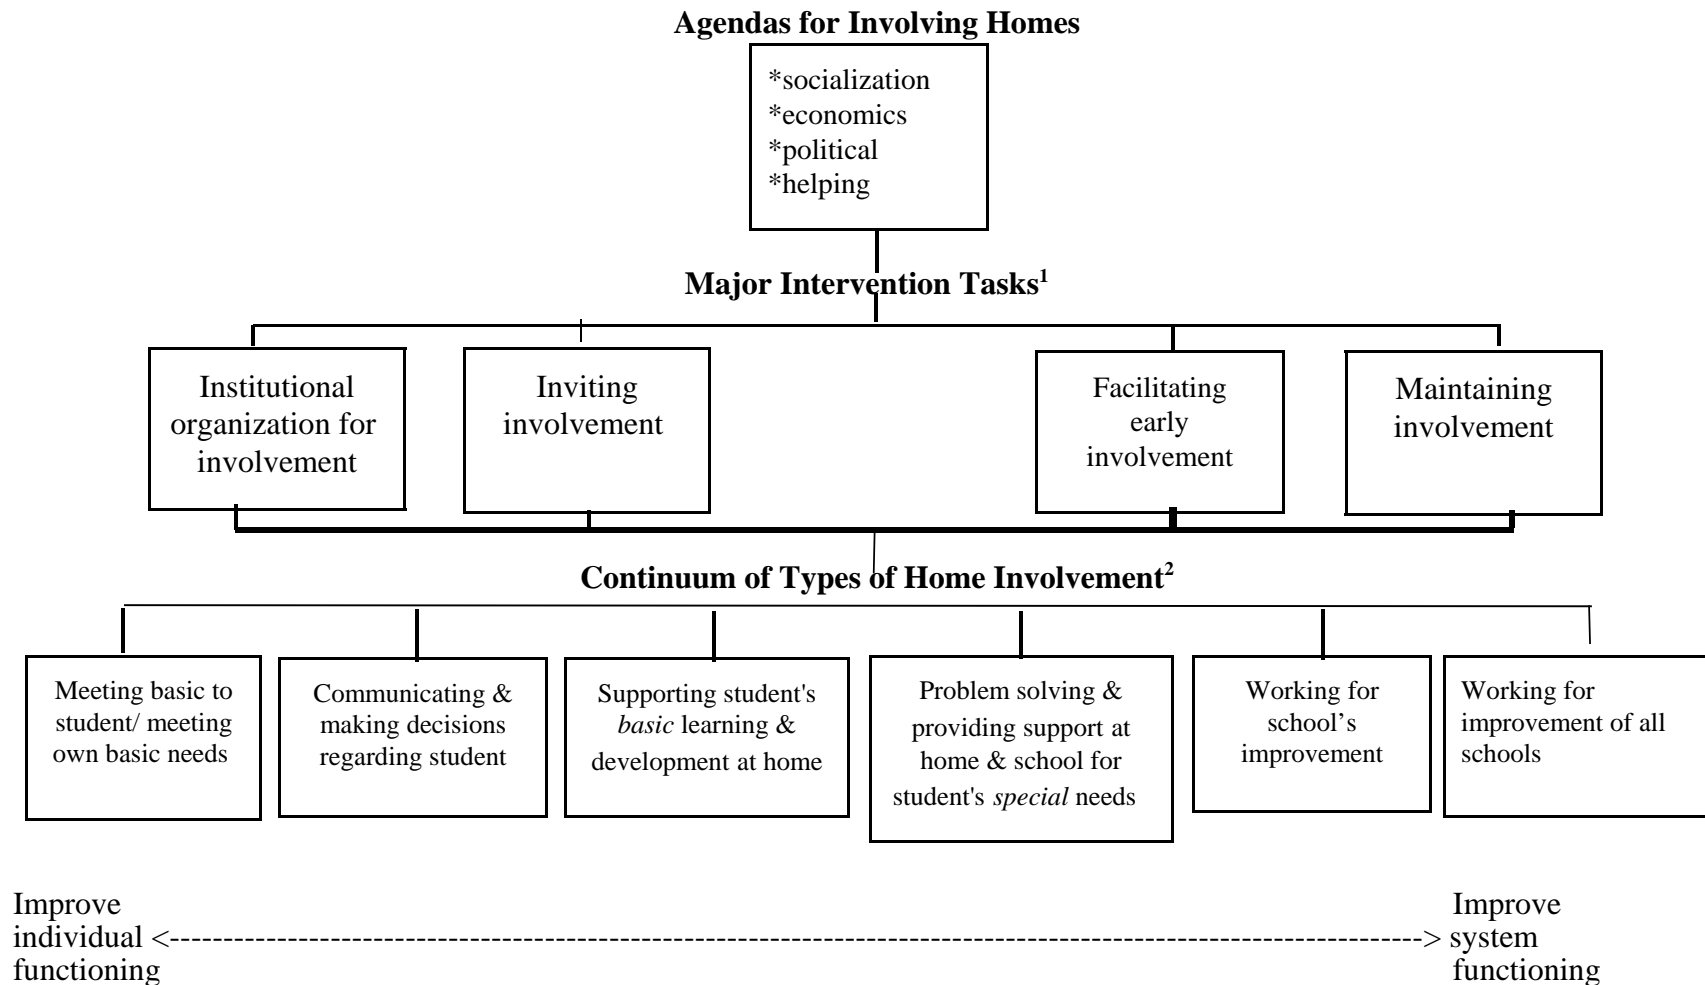 Agendas for Involving Homes
*socialization
*economics
*political
*helping
Major Intervention Tasks1
Institutional
organization for
involvement
Inviting
involvement
Facilitating
early
involvement
Maintaining
involvement
Continuum of Types of Home Involvement2
Meeting basic to
student/ meeting
own basic needs
Communicating &
making decisions
regarding student
Supporting student's
basic learning &
development at home
Problem solving &
providing support at
home & school for
student's special needs
Working for
school’s
improvement
Working for
improvement of all
schools
Improve
individual <-------------------------------------------------------------------------------------------------->
functioning
Improve
system
functioning